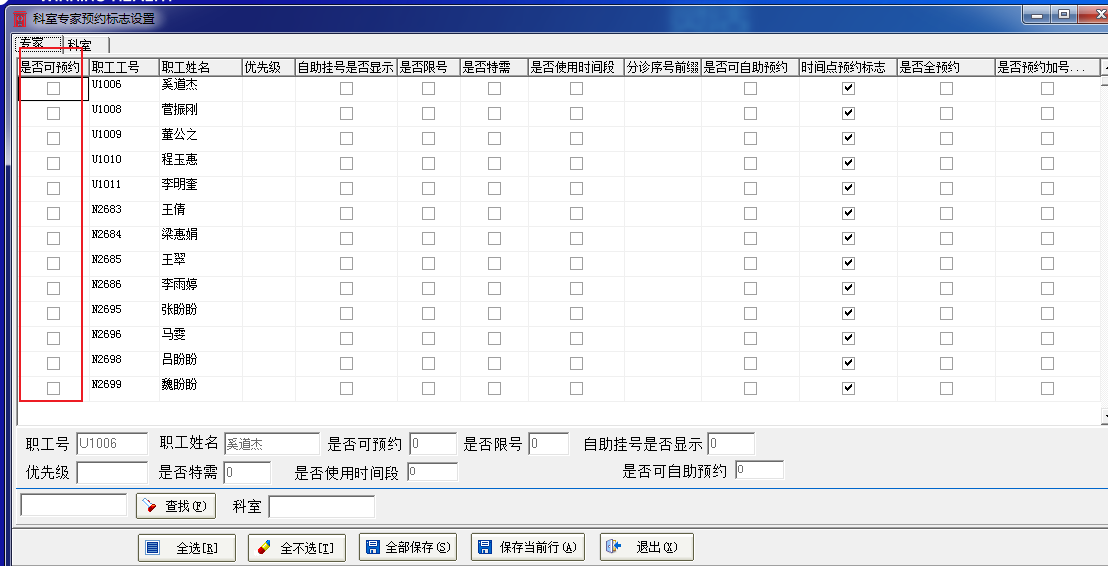 科室专家预约标志设置
专家 科室
是否可预约 职工工号 职工姓名 优先级 自助挂号是否显示 是否限号 是否特需 是否使用时间段 分诊序号前缀 是否可自助预约 时间点预约标志 是否全预约 是否预约加号...
U1006 奚道杰
U1008 菅振刚
U1009 董公之
U1010 程玉惠
U1011 李明奎
N2683 王倩
N2684 梁惠娟
N2685 王翠
N2686 李雨婷
N2695 张盼盼
N2696 马雯
N2698 吕盼盼
N2699 魏盼盼
职工号 U1006 职工姓名 奚道杰 是否可预约 0 是否限号 0 自助挂号是否显示 0
优先级 是否特需 0 是否使用时间段 0 是否可自助预约 0
查找(F) 科室
全选[R] 全不选[T] 全部保存(S) 保存当前行(A) 退出(X)